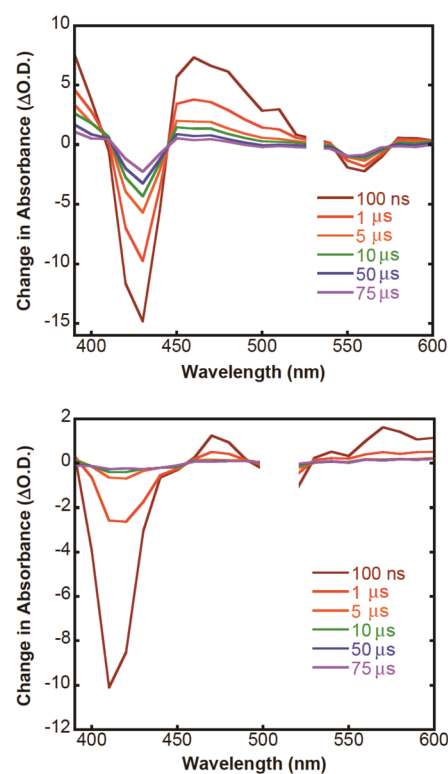 10
5
0
-5
-10
-15
Change in Absorbance (ΔO.D.)
100 ns
1 μs
5 μs
10 μs
50 μs
75 μs
400 450 500 550 600
Wavelength (nm)
2
0
-2
-4
-6
-8
-10
-12
Change in Absorbance (ΔO.D.)
100 ns
1 μs
5 μs
10 μs
50 μs
75 μs
400 450 500 550 600
Wavelength (nm)